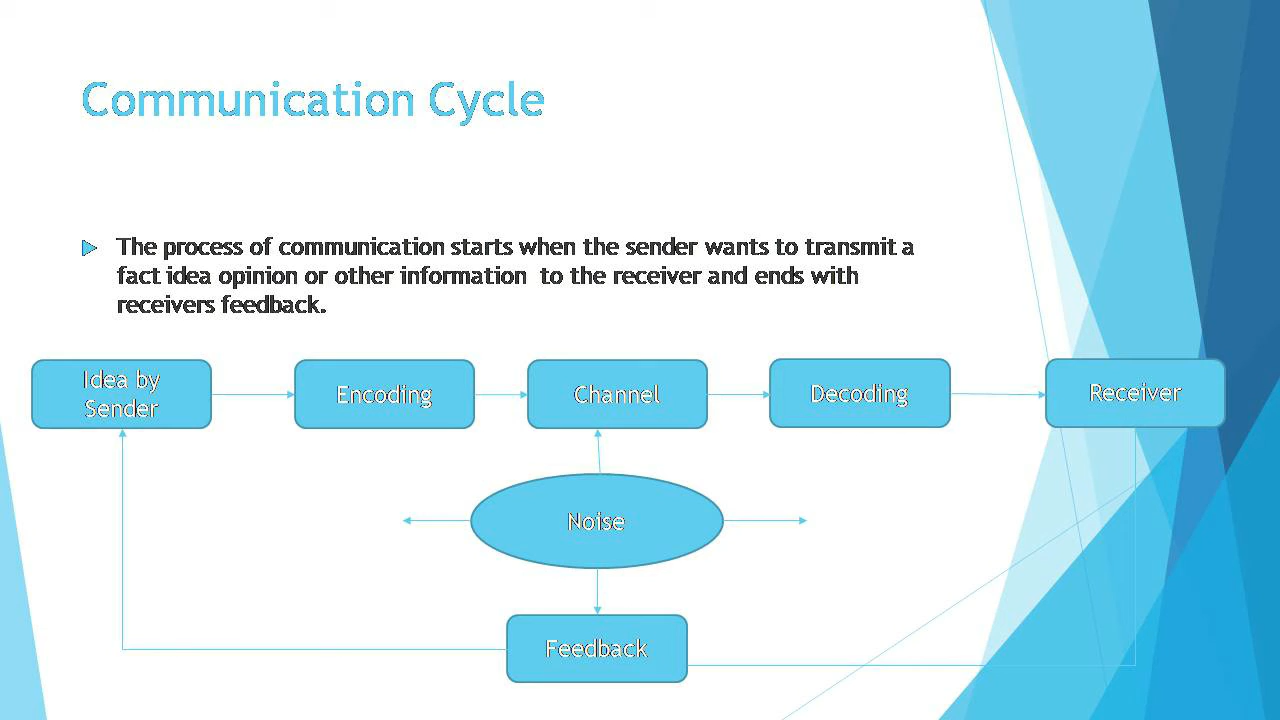 Communication Cycle
The process of communication starts when the sender wants to transmit a
fact idea opinion or other information  to the receiver and ends with
receivers feedback.
Idea by
Sender
Encoding
Channel
Decoding
Receiver
Noise
Feedback